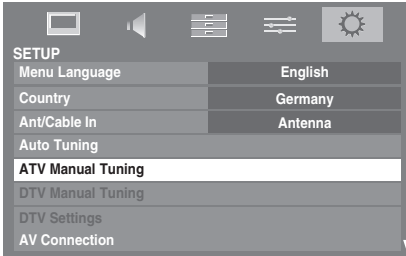 SETUP
Menu Language English
Country Germany
Ant/Cable In Antenna
Auto Tuning
ATV Manual Tuning
DTV Manual Tuning
DTV Settings
AV Connection